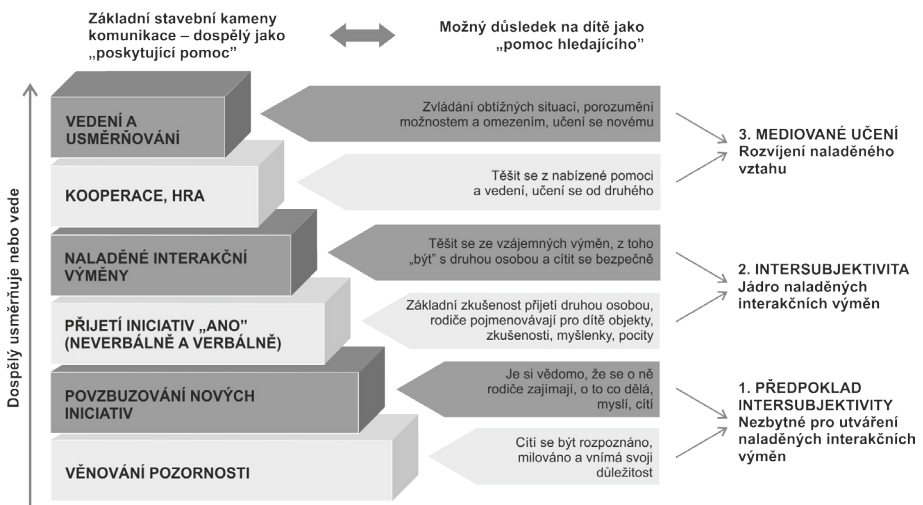 Základní stavební kameny
komunikace – dospělý jako
„poskytující pomoc"
Možný důsledek na dítě jako
„pomoc hledajícího"
Dospělý usměrňuje nebo vede
VEDENÍ A
USMĚRŇOVÁNÍ
Zvládání obtížných situací, porozumění
možnostem a omezením, učení se novému
3. MEDIOVANÉ UČENÍ
Rozvíjení naladěného
vztahu
KOOPERACE, HRA
Těšit se z nabízené pomoci
a vedení, učení se od druhého
NALADĚNÉ INTERAKČNÍ
VÝMĚNY
Těšit se ze vzájemných výměn, z toho
„být" s druhou osobou a cítit se bezpečně
2. INTERSUBJEKTIVITA
Jádro naladěných
interakčních výměn
PŘIJETÍ INICIATIV „ANO"
(NEVERBÁLNĚ A VERBÁLNĚ)
Základní zkušenost přijetí druhou osobou,
rodiče pojmenovávají pro dítě objekty,
zkušenosti, myšlenky, pocity
POVZBUZOVÁNÍ NOVÝCH
INICIATIV
Je si vědomo, že se o ně
rodiče zajímají, o to co dělá,
myslí, cítí
1. PŘEDPOKLAD
INTERSUBJEKTIVITY
Nezbytné pro utváření
naladěných interakčních
výměn
VĚNOVÁNÍ POZORNOSTI
Cítí se být rozpoznáno,
milováno a vnímá svoji
důležitost